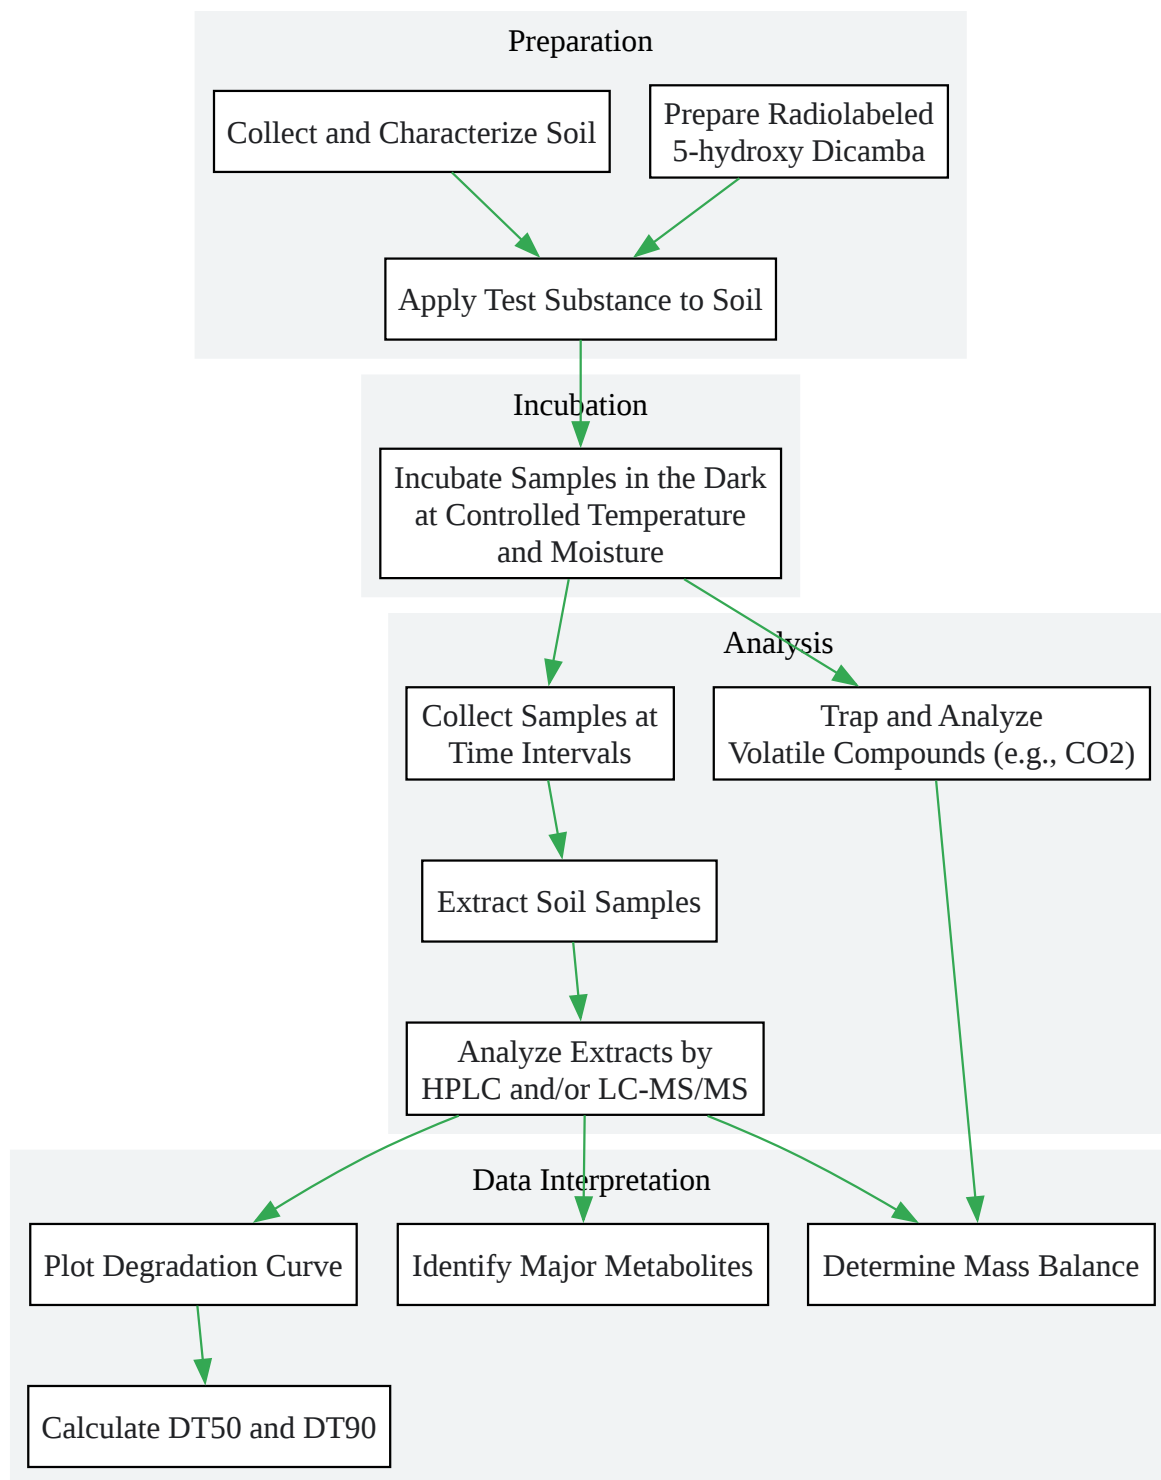 Preparation
Collect and Characterize Soil
Prepare Radiolabeled
5-hydroxy Dicamba
Apply Test Substance to Soil
Incubation
Incubate Samples in the Dark
at Controlled Temperature
and Moisture
Analysis
Collect Samples at
Time Intervals
Trap and Analyze
Volatile Compounds (e.g., CO2)
Extract Soil Samples
Analyze Extracts by
HPLC and/or LC-MS/MS
Data Interpretation
Plot Degradation Curve
Identify Major Metabolites
Determine Mass Balance
Calculate DT50 and DT90